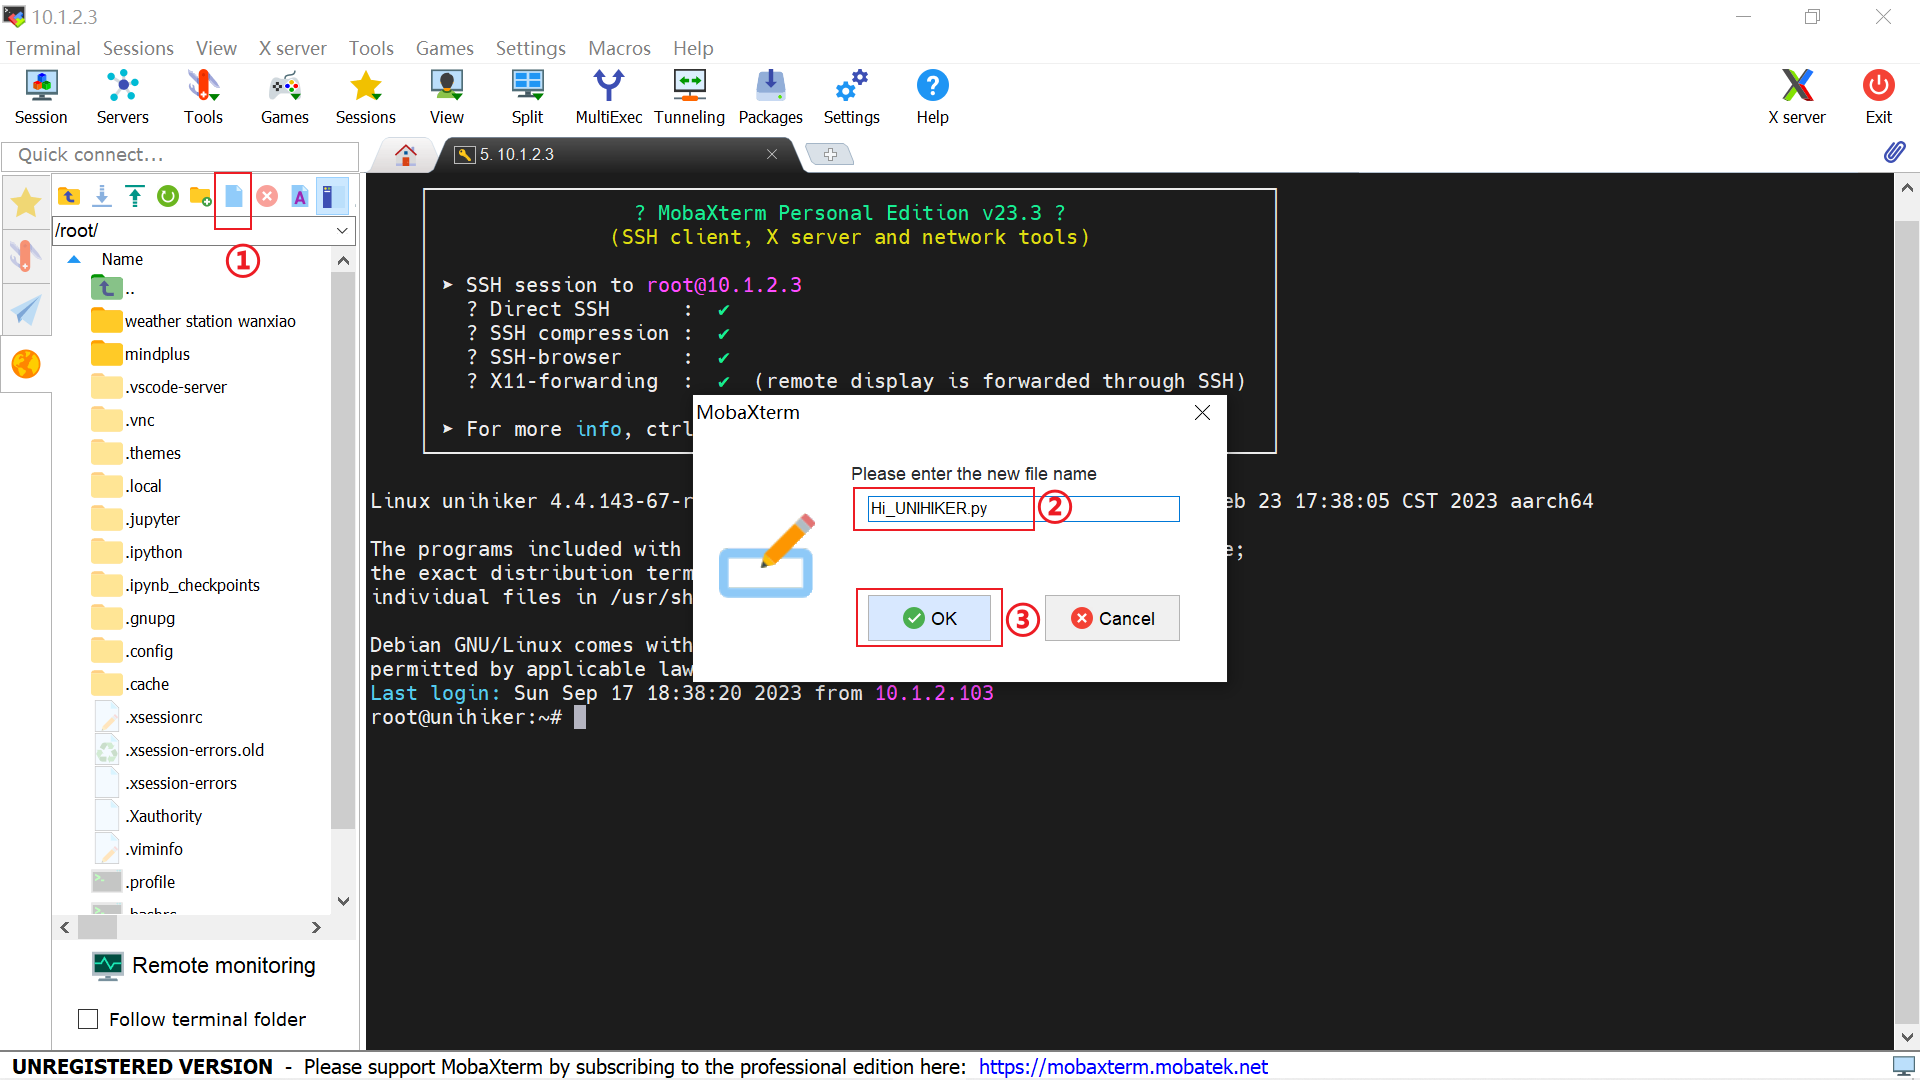 10.1.2.3
Terminal Sessions View X server Tools Games Settings Macros Help
Session Servers Tools Games Sessions View Split MultiExec Tunneling Packages Settings Help X server Exit
Quick connect...
5. 10.1.2.3
/root/
①
Name
..
weather station wanxiao
mindplus
.vscode-server
.vnc
.themes
.local
.jupyter
.ipython
.ipynb_checkpoints
.gnupg
.config
.cache
.xsessionrc
.xsession-errors.old
.xsession-errors
.Xauthority
.viminfo
.profile
.bashrc
Remote monitoring
Follow terminal folder
? MobaXterm Personal Edition v23.3 ?
(SSH client, X server and network tools)
➤ SSH session to root@10.1.2.3
? Direct SSH : ✔
? SSH compression : ✔
? SSH-browser : ✔
? X11-forwarding : ✔ (remote display is forwarded through SSH)
➤ For more info, ctrl
Linux unihiker 4.4.143-67-r eb 23 17:38:05 CST 2023 aarch64
The programs included with e;
the exact distribution term
individual files in /usr/sh
Debian GNU/Linux comes with
permitted by applicable law
Last login: Sun Sep 17 18:38:20 2023 from 10.1.2.103
root@unihiker:~#
MobaXterm
Please enter the new file name
Hi_UNIHIKER.py ②
OK ③ Cancel
UNREGISTERED VERSION - Please support MobaXterm by subscribing to the professional edition here: https://mobaxterm.mobatek.net